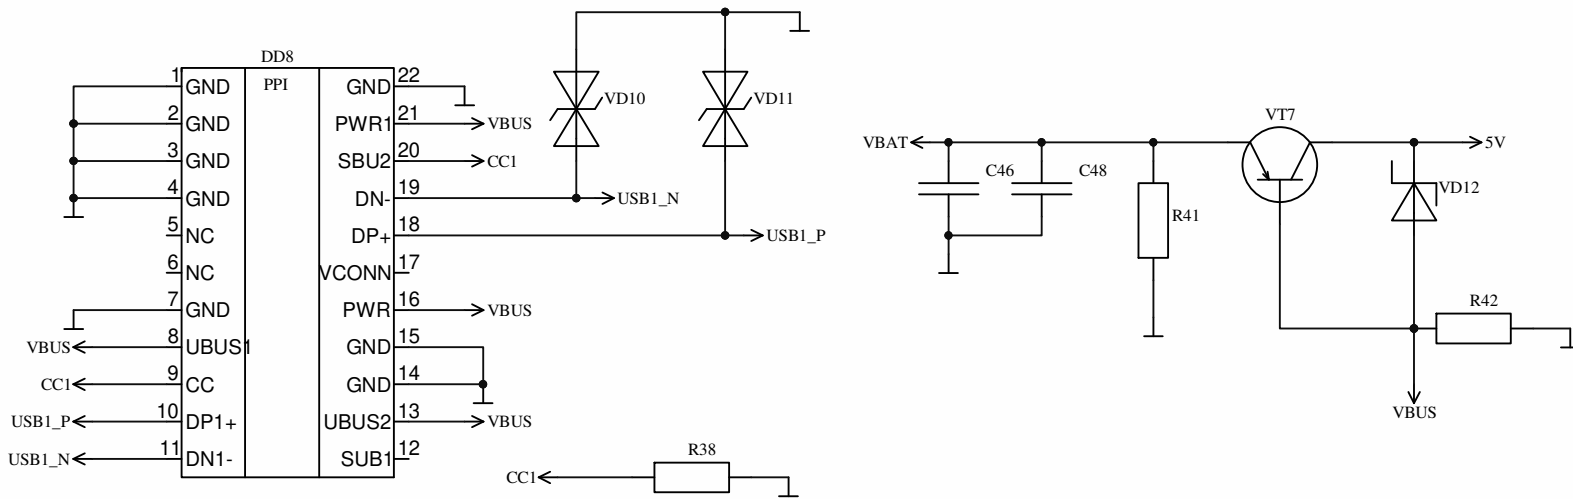 DD8
PPI
1 GND
2 GND
3 GND
4 GND
5 NC
6 NC
7 GND
VBUS 8 UBUS1
CC1 9 CC
USB1_P 10 DP1+
USB1_N 11 DN1-
GND 22
PWR1 21 VBUS
SBU2 20 CC1
DN- 19 USB1_N
DP+ 18 USB1_P
VCONN 17
PWR 16 VBUS
GND 15
GND 14
UBUS2 13 VBUS
SUB1 12
VD10
VD11
CC1
R38
VBAT
C46
C48
R41
VT7
5V
VD12
R42
VBUS